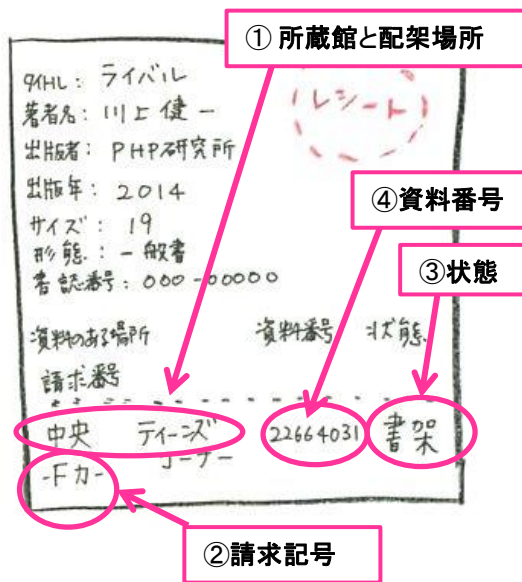 ① 所蔵館と配架場所
タイトル： ライバル
レシート
著者名： 川上健一
出版者： PHP研究所
出版年： 2014
④資料番号
サイズ： 19
形態： 一般書
③状態
書誌番号： 000-00000
資料のある場所 資料番号 状態
請求番号
中央 ティーンズ 22664031 書架
コーナー
-Fカ-
②請求記号